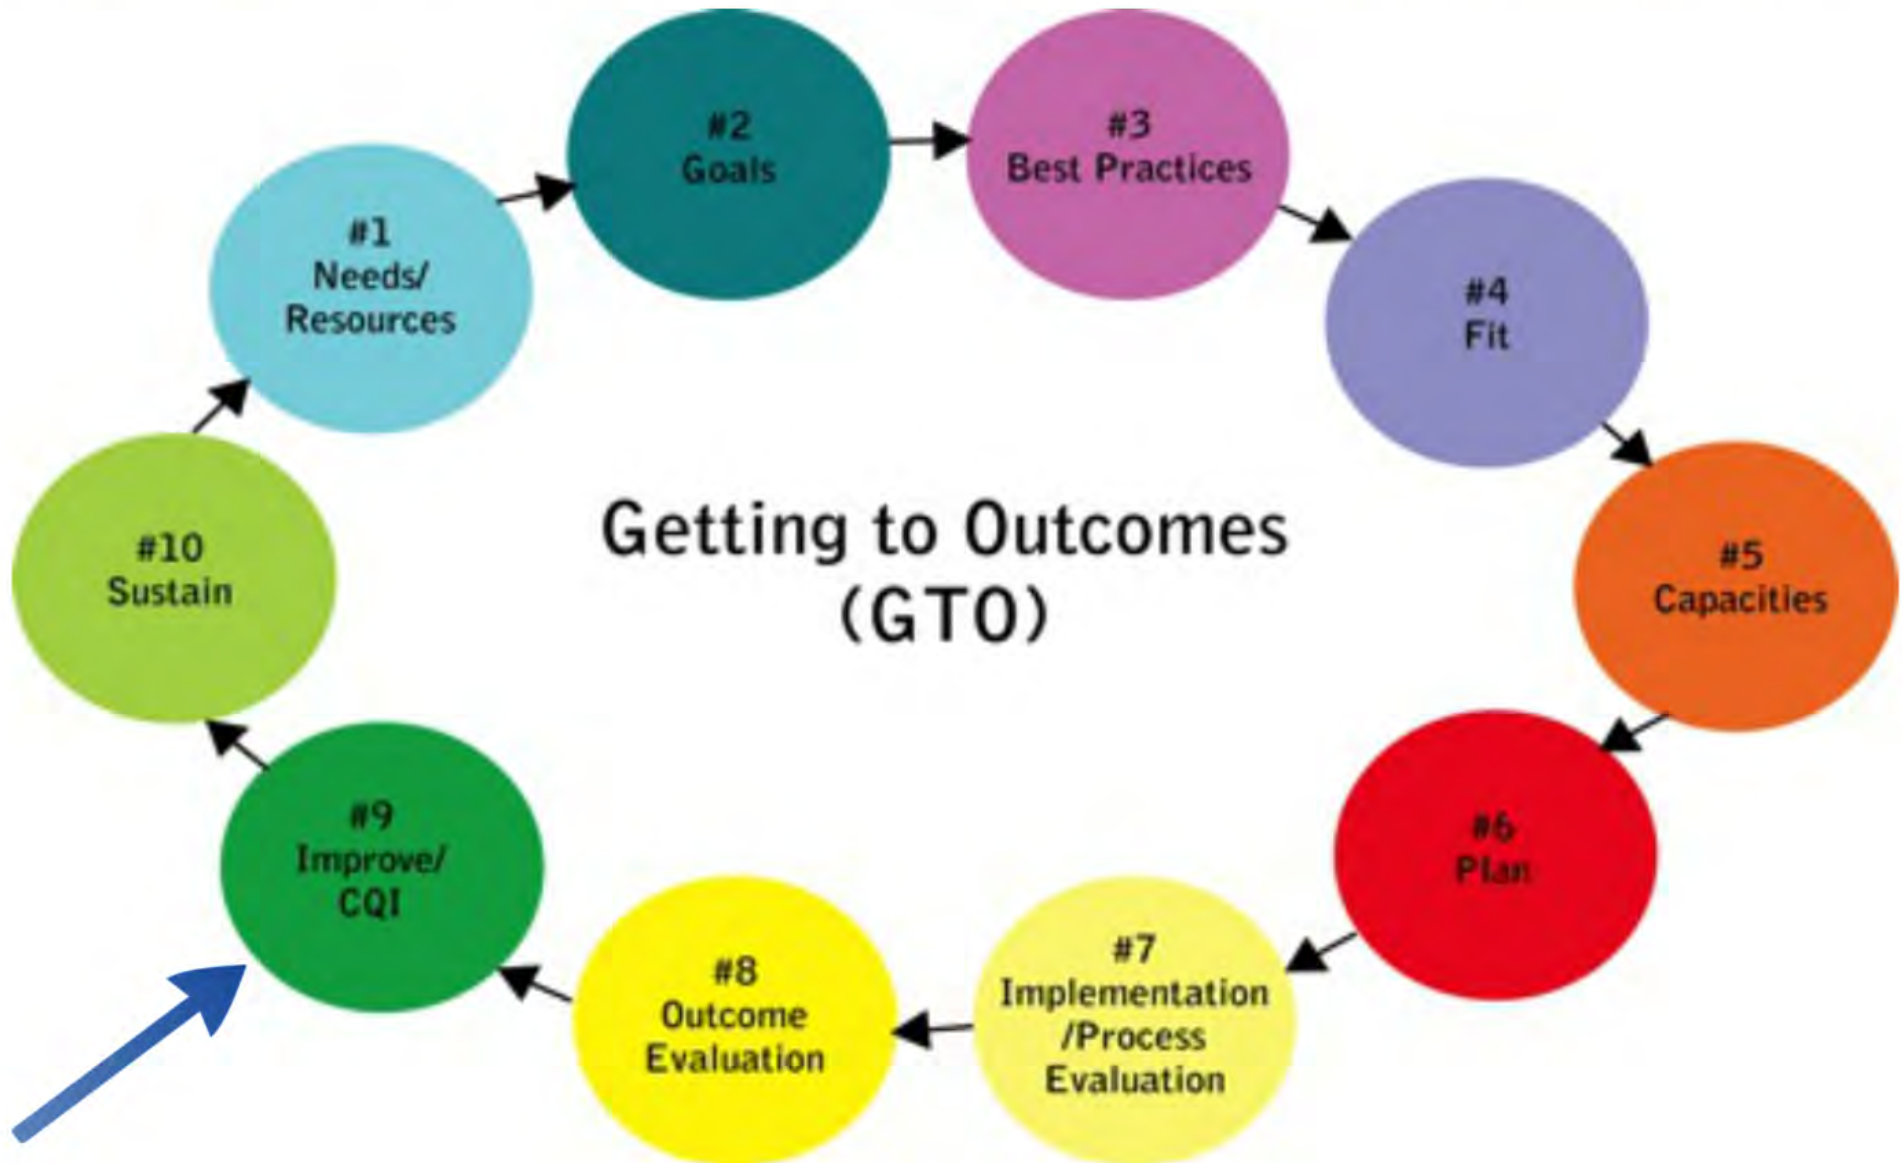 #1
Needs/
Resources
#2
Goals
#3
Best Practices
#4
Fit
#5
Capacities
#6
Plan
#7
Implementation
/Process
Evaluation
#8
Outcome
Evaluation
#9
Improve/
CQI
#10
Sustain
Getting to Outcomes
(GTO)